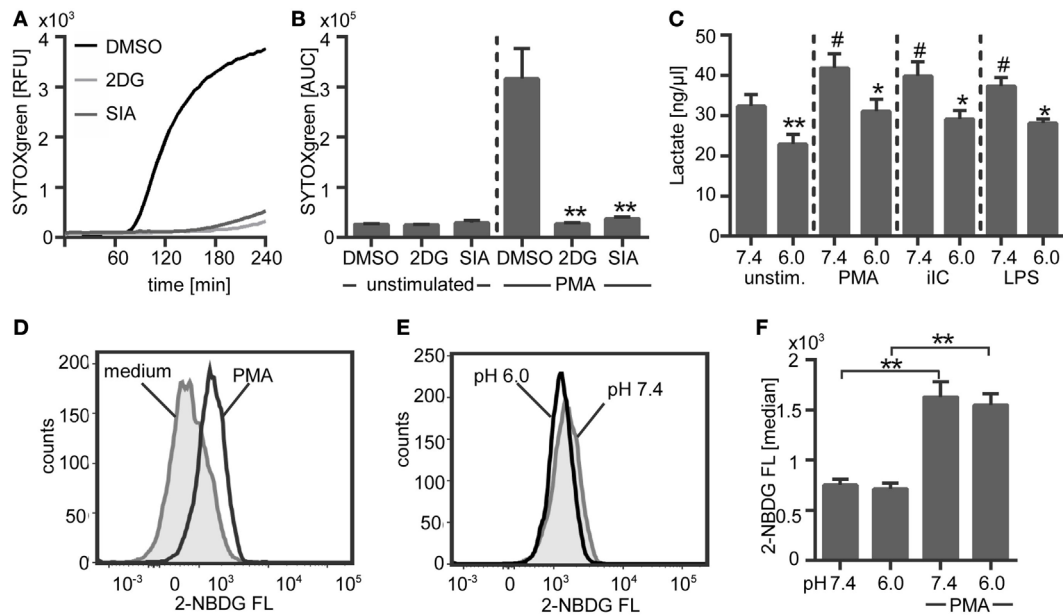 A
x10³
SYTOXgreen [RFU]
4
3
2
1
0
DMSO
2DG
SIA
60
120
180
240
time [min]
B
x10⁵
SYTOXgreen [AUC]
4
3
2
1
0
** **
DMSO 2DG SIA DMSO 2DG SIA
unstimulated PMA
C
Lactate [ng/µl]
50
40
30
20
10
0
** # * # * # *
7.4 6.0 7.4 6.0 7.4 6.0 7.4 6.0
unstim. PMA iIC LPS
D
counts
200
150
100
50
0
medium
PMA
-10⁻³ 0 10³ 10⁴ 10⁵
2-NBDG FL
E
counts
250
200
150
100
50
0
pH 6.0
pH 7.4
-10⁻³ 0 10³ 10⁴ 10⁵
2-NBDG FL
F
x10³
2-NBDG FL [median]
2
1.5
1
0.5
0
**
**
pH 7.4 6.0 7.4 6.0
PMA